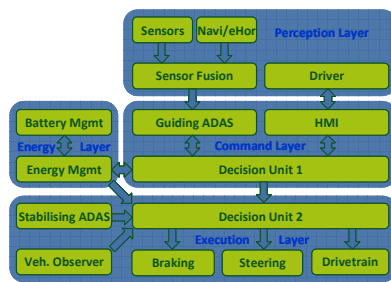 Sensors Navi/eHor
Perception Layer
Sensor Fusion Driver
Battery Mgmt Guiding ADAS HMI
Energy Layer Command Layer
Energy Mgmt Decision Unit 1
Stabilising ADAS Decision Unit 2
Execution Layer
Veh. Observer Braking Steering Drivetrain